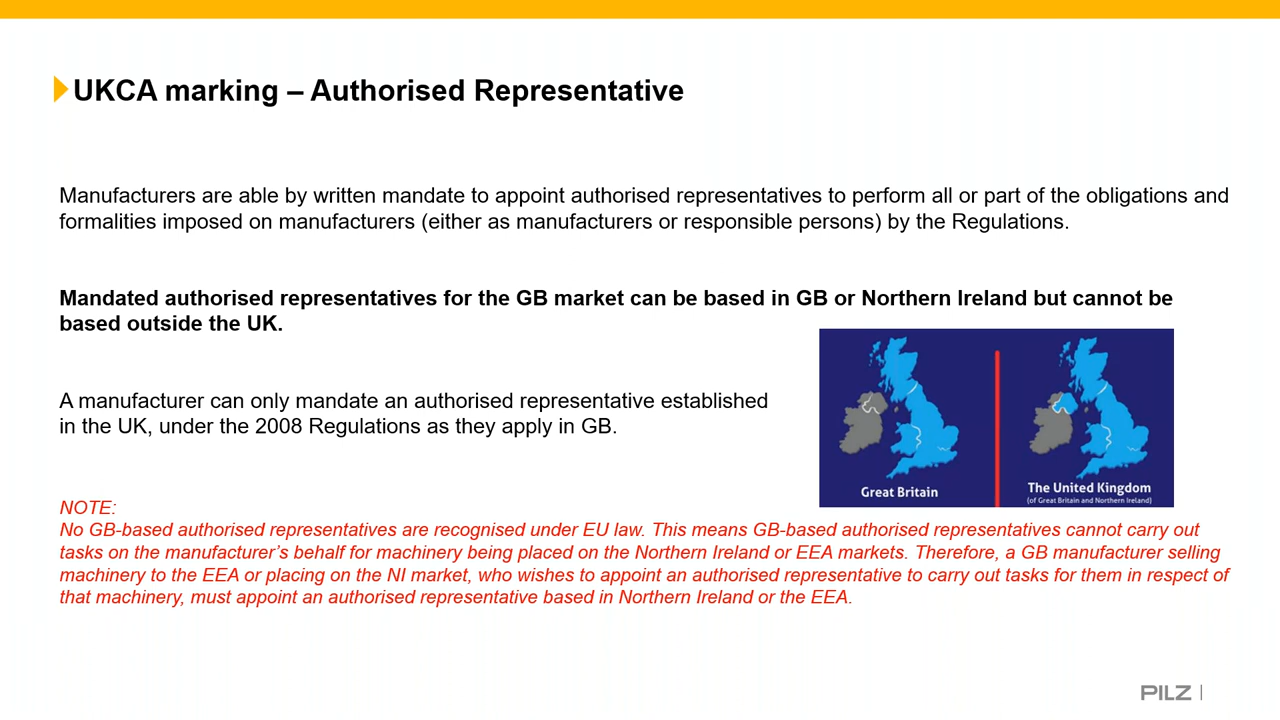 UKCA marking – Authorised Representative
Manufacturers are able by written mandate to appoint authorised representatives to perform all or part of the obligations and
formalities imposed on manufacturers (either as manufacturers or responsible persons) by the Regulations.
Mandated authorised representatives for the GB market can be based in GB or Northern Ireland but cannot be
based outside the UK.
A manufacturer can only mandate an authorised representative established
in the UK, under the 2008 Regulations as they apply in GB.
Great Britain
The United Kingdom
(of Great Britain and Northern Ireland)
NOTE:
No GB-based authorised representatives are recognised under EU law. This means GB-based authorised representatives cannot carry out
tasks on the manufacturer’s behalf for machinery being placed on the Northern Ireland or EEA markets. Therefore, a GB manufacturer selling
machinery to the EEA or placing on the NI market, who wishes to appoint an authorised representative to carry out tasks for them in respect of
that machinery, must appoint an authorised representative based in Northern Ireland or the EEA.
PILZ